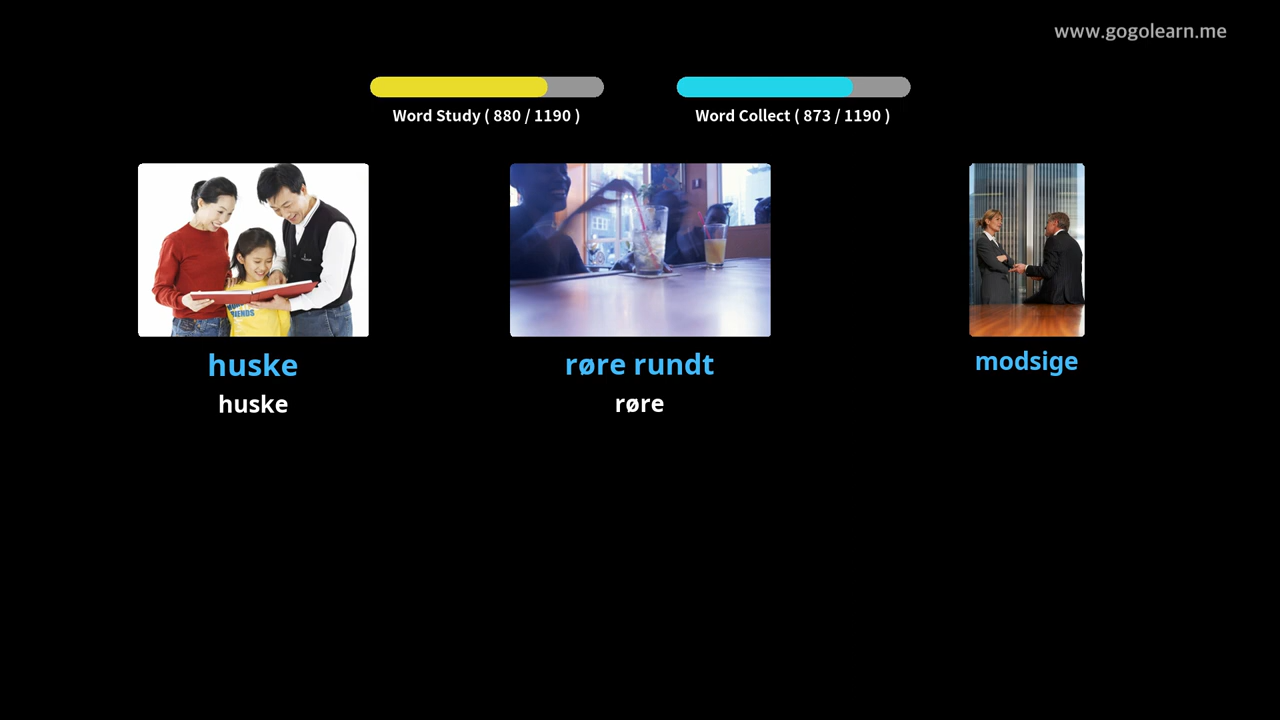 www.gogolearn.me
Word Study ( 880 / 1190 )
Word Collect ( 873 / 1190 )
huske
røre rundt
modsige
huske
røre